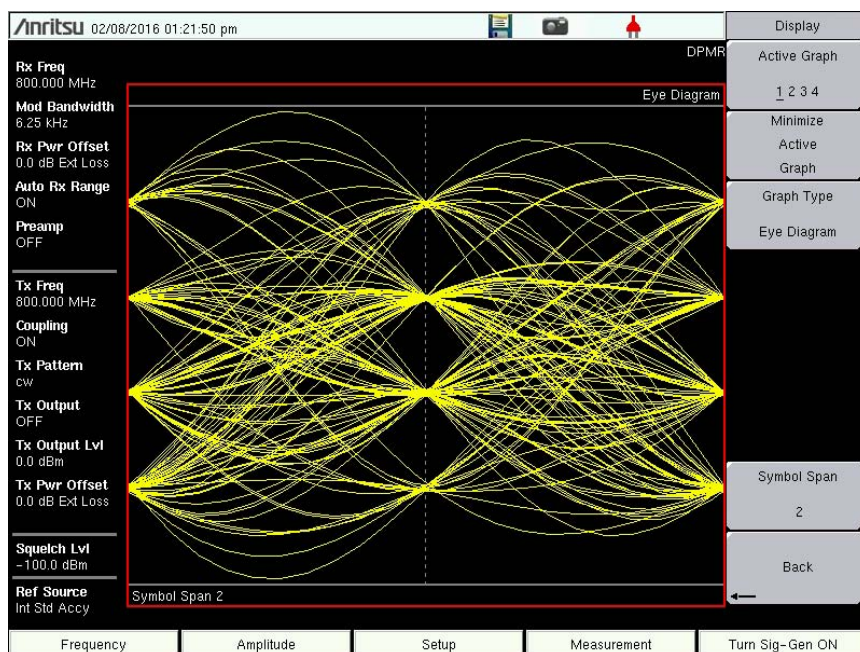 Anritsu 02/08/2016 01:21:50 pm
Display
DPMR
Rx Freq
800.000 MHz
Mod Bandwidth
6.25 kHz
Rx Pwr Offset
0.0 dB Ext Loss
Auto Rx Range
ON
Preamp
OFF
Tx Freq
800.000 MHz
Coupling
ON
Tx Pattern
cw
Tx Output
OFF
Tx Output Lvl
0.0 dBm
Tx Pwr Offset
0.0 dB Ext Loss
Squelch Lvl
-100.0 dBm
Ref Source
Int Std Accy
Eye Diagram
Symbol Span 2
Active Graph
1 2 3 4
Minimize
Active
Graph
Graph Type
Eye Diagram
Symbol Span
2
Back
Frequency
Amplitude
Setup
Measurement
Turn Sig-Gen ON